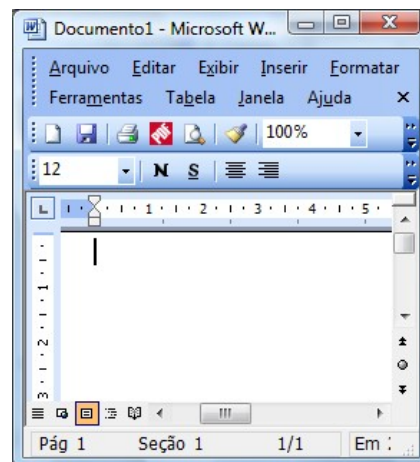 Documento1 - Microsoft W...
Arquivo Editar Exibir Inserir Formatar
Ferramentas Tabela Janela Ajuda
100%
12 N S
1 2 3 4 5
1
2
3
Pág 1 Seção 1 1/1 Em